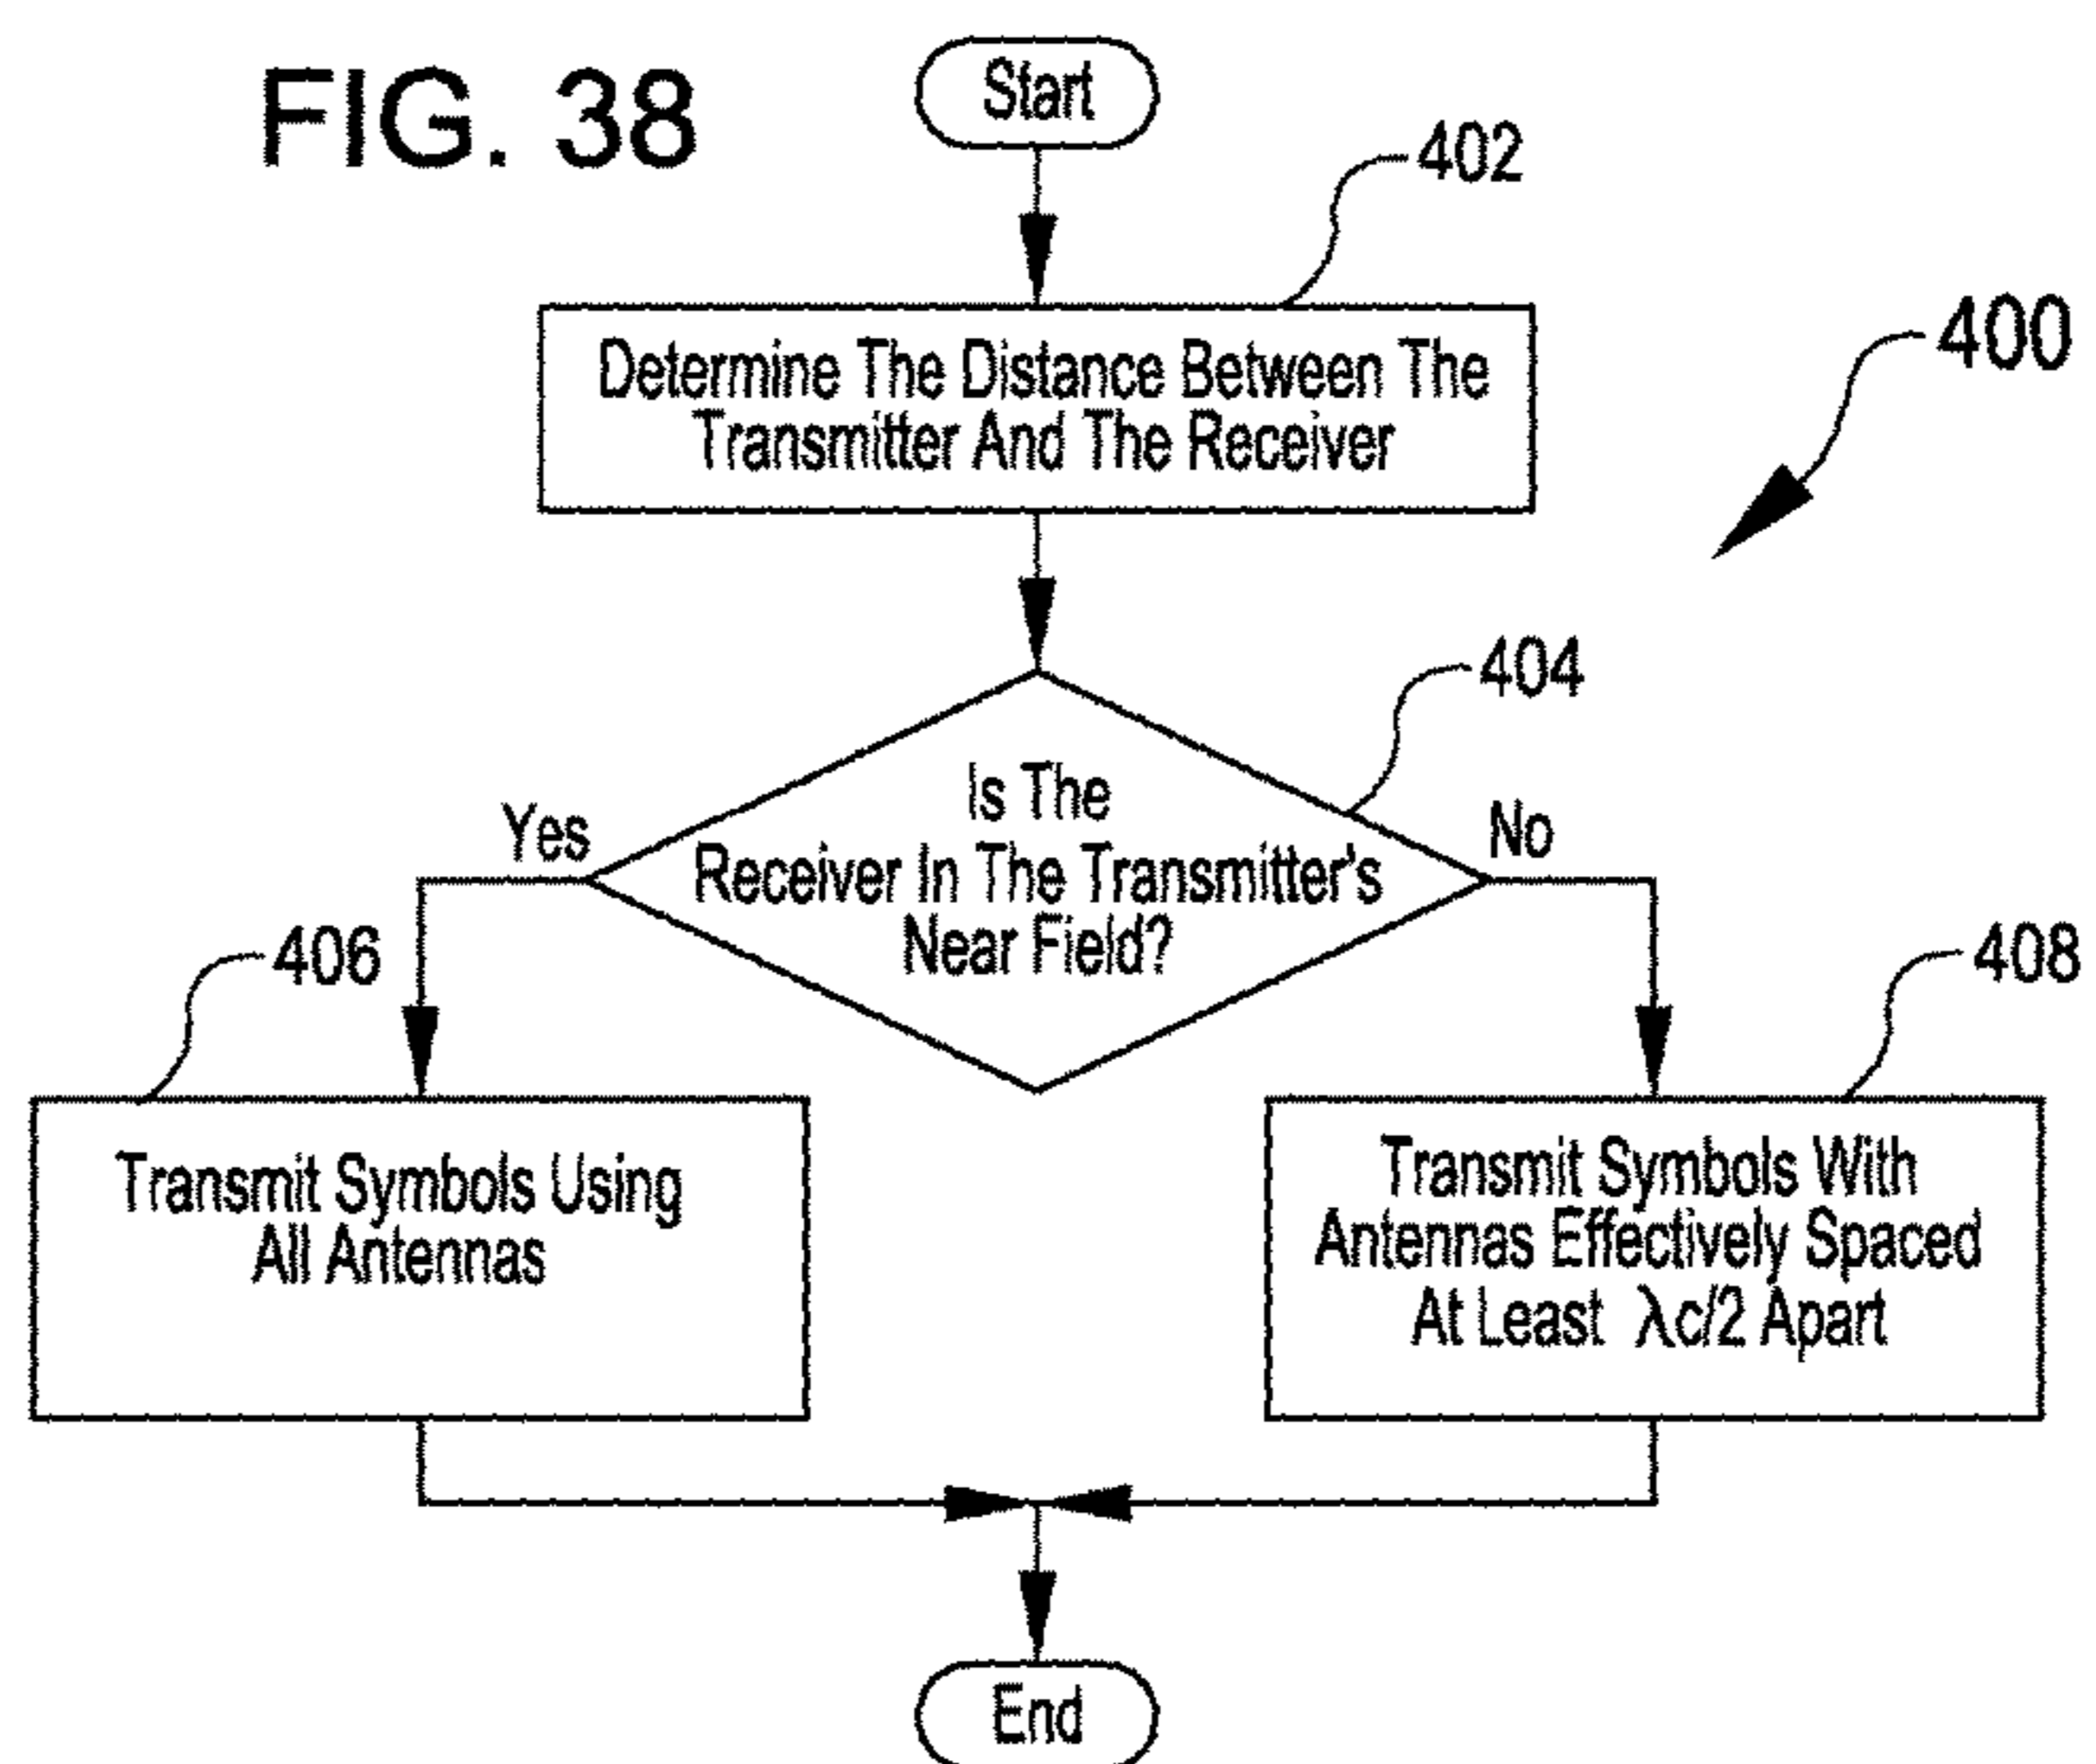 FIG. 38
Start
402
Determine The Distance Between The
Transmitter And The Receiver
400
404
Is The
Receiver In The Transmitter's
Near Field?
Yes
No
406
408
Transmit Symbols Using
All Antennas
Transmit Symbols With
Antennas Effectively Spaced
At Least λc/2 Apart
End